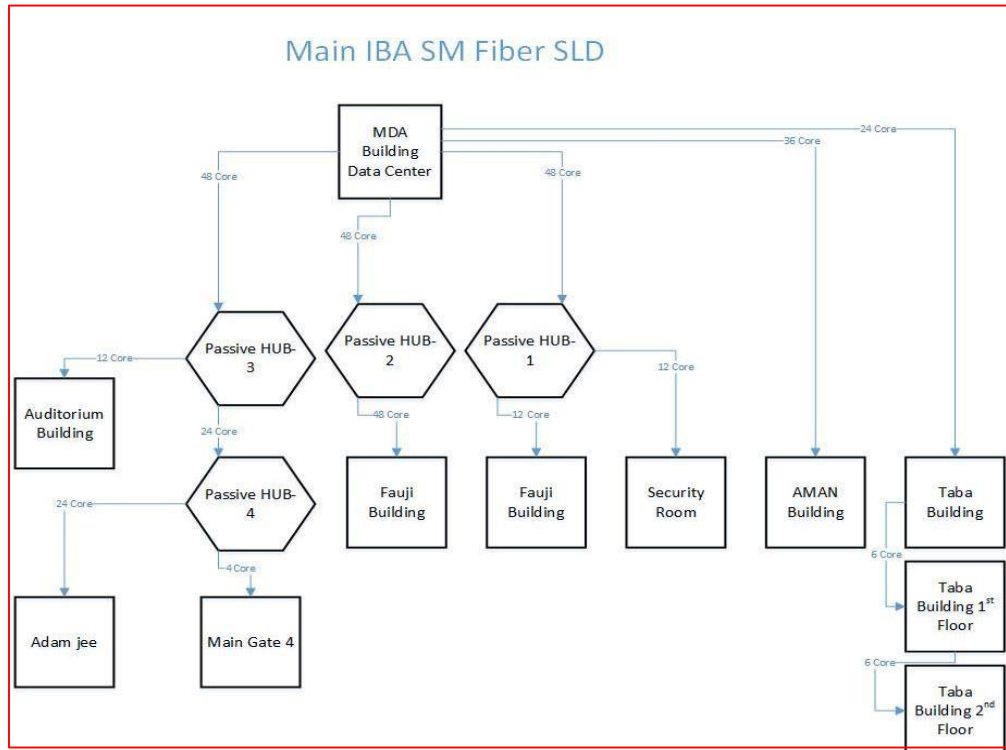 Main IBA SM Fiber SLD
MDA
Building
Data Center
24 Core
36 Core
48 Core
48 Core
48 Core
Passive HUB-
3
Passive HUB-
2
Passive HUB-
1
12 Core
12 Core
Auditorium
Building
24 Core
48 Core
12 Core
Passive HUB-
4
Fauji
Building
Fauji
Building
Security
Room
AMAN
Building
Taba
Building
24 Core
6 Core
4 Core
Adam jee
Main Gate 4
Taba
Building 1st
Floor
6 Core
Taba
Building 2nd
Floor